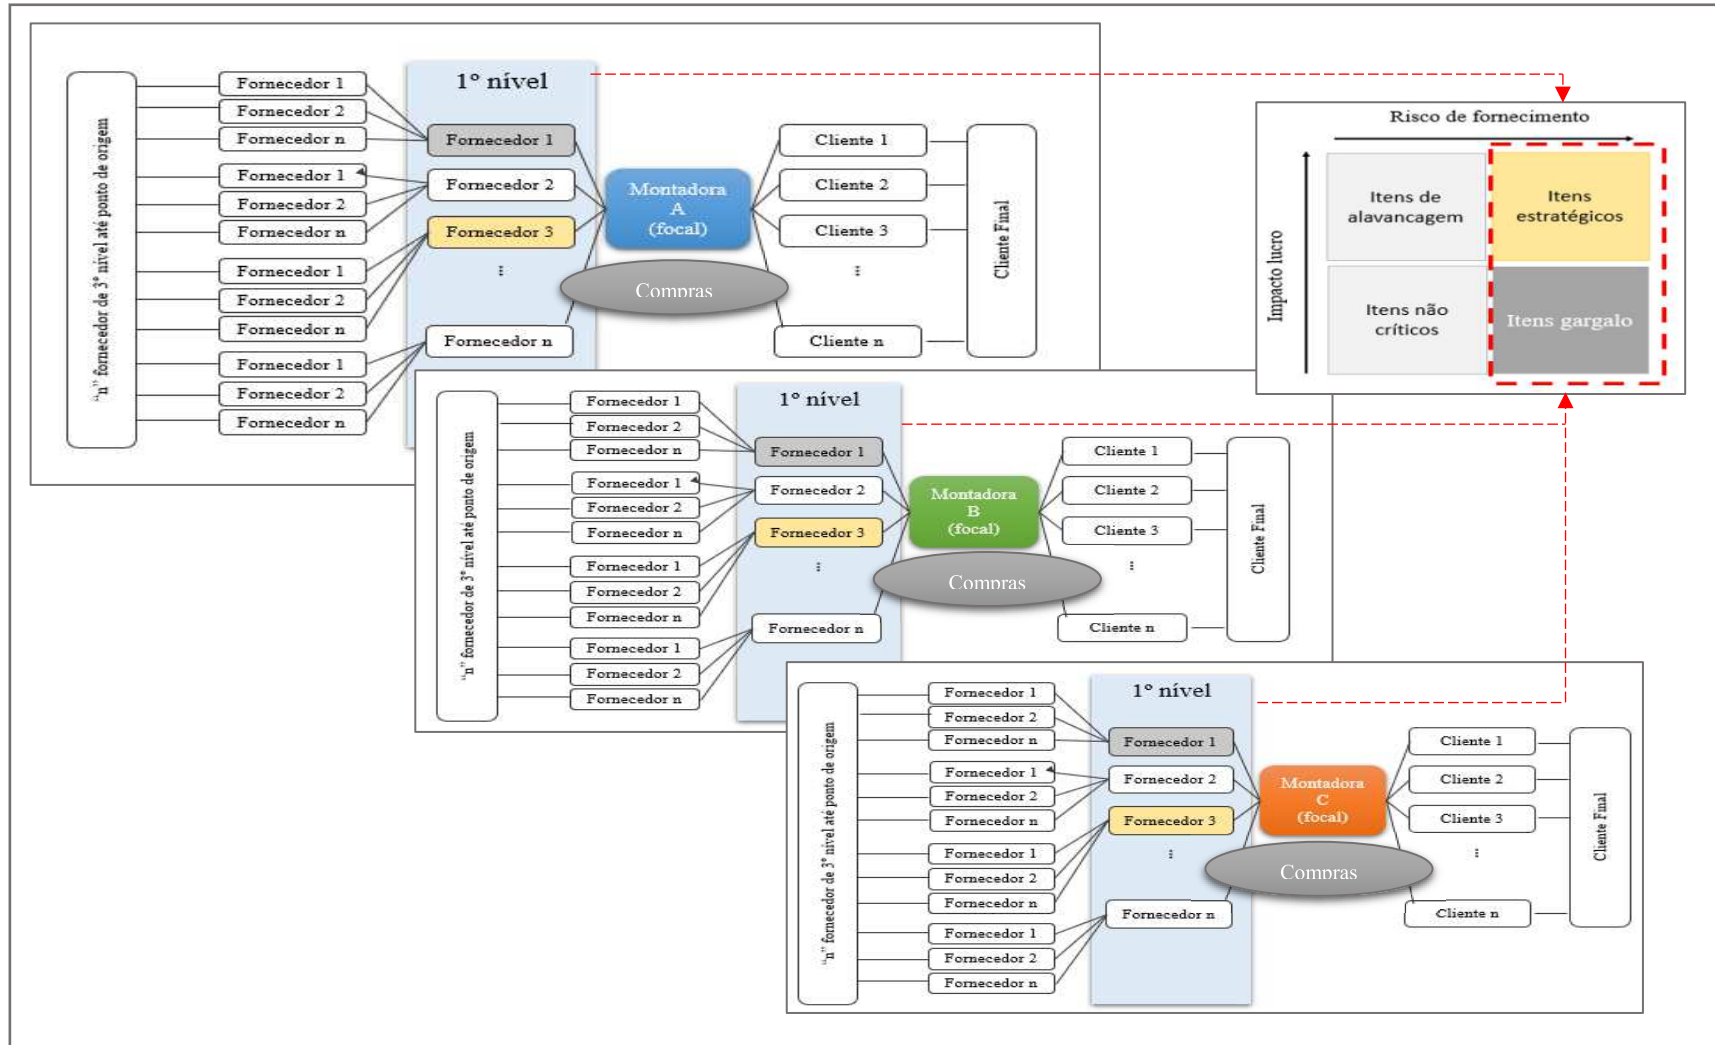 1º nível
"n" fornecedor de 3º nível até ponto de origem
Fornecedor 1
Fornecedor 2
Fornecedor n
Fornecedor 1
Fornecedor 2
Fornecedor n
Fornecedor 1
Fornecedor 2
Fornecedor n
Fornecedor 1
Fornecedor 2
Fornecedor n
Fornecedor 1
Fornecedor 2
Fornecedor 3
...
Fornecedor n
Montadora
A
(focal)
Compras
Cliente 1
Cliente 2
Cliente 3
...
Cliente n
Cliente Final
Risco de fornecimento
Impacto lucro
Itens de
alavancagem
Itens
estratégicos
Itens não
críticos
Itens gargalo
1º nível
"n" fornecedor de 3º nível até ponto de origem
Fornecedor 1
Fornecedor 2
Fornecedor n
Fornecedor 1
Fornecedor 2
Fornecedor n
Fornecedor 1
Fornecedor 2
Fornecedor n
Fornecedor 1
Fornecedor 2
Fornecedor n
Fornecedor 1
Fornecedor 2
Fornecedor 3
...
Fornecedor n
Montadora
B
(focal)
Compras
Cliente 1
Cliente 2
Cliente 3
...
Cliente n
Cliente Final
1º nível
"n" fornecedor de 3º nível até ponto de origem
Fornecedor 1
Fornecedor 2
Fornecedor n
Fornecedor 1
Fornecedor 2
Fornecedor n
Fornecedor 1
Fornecedor 2
Fornecedor n
Fornecedor 1
Fornecedor 2
Fornecedor n
Fornecedor 1
Fornecedor 2
Fornecedor 3
...
Fornecedor n
Montadora
C
(focal)
Compras
Cliente 1
Cliente 2
Cliente 3
...
Cliente n
Cliente Final